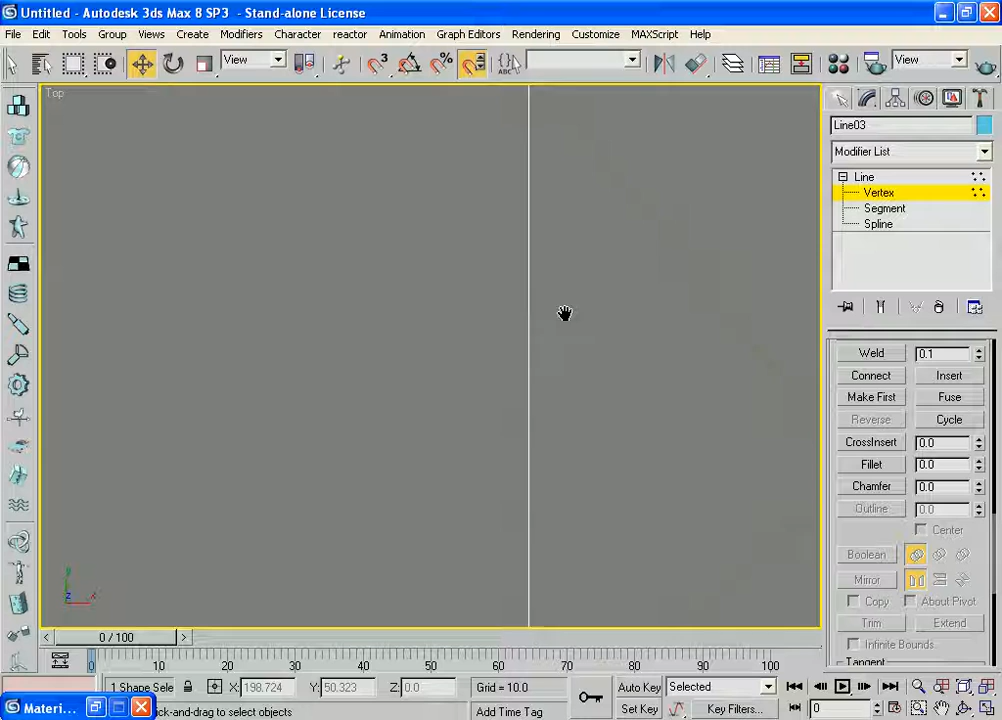 Untitled - Autodesk 3ds Max 8 SP3 - Stand-alone License
File Edit Tools Group Views Create Modifiers Character reactor Animation Graph Editors Rendering Customize MAXScript Help
View
View
Top
Line03
Modifier List
Line
Vertex
Segment
Spline
Weld 0.1
Connect Insert
Make First Fuse
Reverse Cycle
CrossInsert 0.0
Fillet 0.0
Chamfer 0.0
Outline 0.0
Center
Boolean
Mirror
Copy About Pivot
Trim Extend
Infinite Bounds
Tangent
z x
0 / 100
0 10 20 30 40 50 60 70 80 90 100
1 Shape Sele X: 198.724 Y: 50.323 Z: 0.0 Grid = 10.0 Auto Key Selected
Materi... ick-and-drag to select objects Add Time Tag Set Key Key Filters... 0